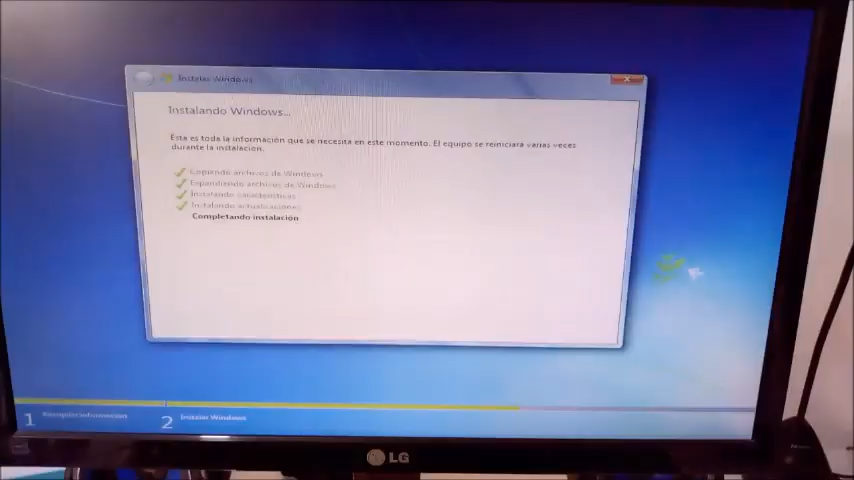 Instalar Windows
Instalando Windows...
Esta es toda la información que se necesita en este momento. El equipo se reiniciará varias veces
durante la instalación.
Copiando archivos de Windows
Expandiendo archivos de Windows
Instalando características
Instalando actualizaciones
Completando instalación
1 Recopilar información
2 Instalar Windows
LG